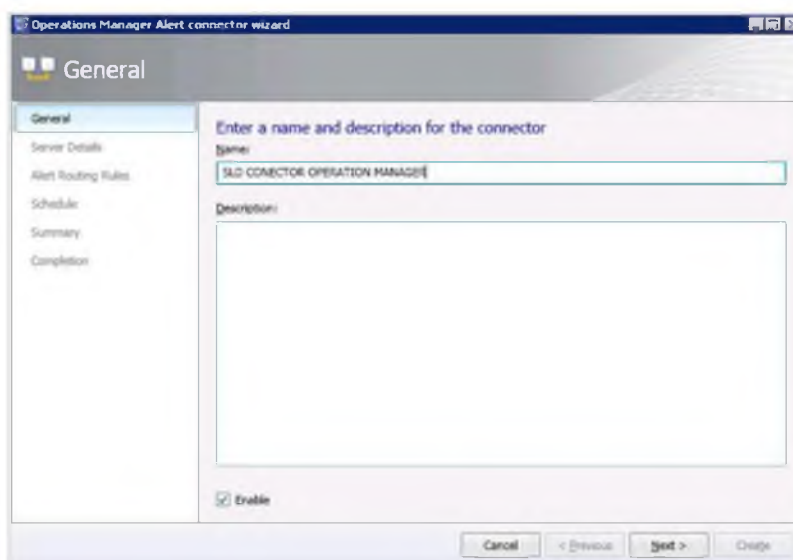 Operations Manager Alert connector wizard
General
General
Server Details
Alert Routing Rules
Schedule
Summary
Completion
Enter a name and description for the connector
Name:
SLO CONECTOR OPERATION MANAGER
Description:
Enable
Cancel
< Previous
Next >
Create